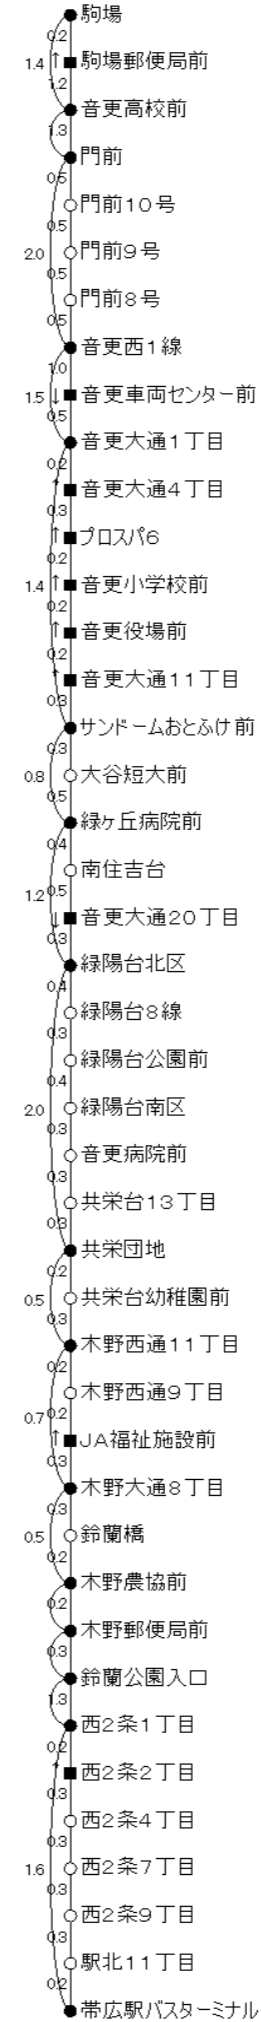 駒場
0.2
1.4 ↑ 駒場郵便局前
1.2
音更高校前
1.3
門前
0.5
門前10号
0.5
2.0 門前9号
0.5
門前8号
0.5
音更西1線
1.0
1.5 ↓ 音更車両センター前
0.5
音更大通1丁目
0.2
↑ 音更大通4丁目
0.3
↑ プロスパ6
0.2
1.4 ↑ 音更小学校前
0.2
↑ 音更役場前
0.2
↑ 音更大通11丁目
0.3
サンドームおとふけ前
0.3
0.8 大谷短大前
0.5
緑ヶ丘病院前
0.4
南住吉台
1.2 0.5
↓ 音更大通20丁目
0.3
緑陽台北区
0.4
緑陽台8線
0.3
緑陽台公園前
0.4
2.0 緑陽台南区
0.3
音更病院前
0.3
共栄台13丁目
0.3
共栄団地
0.2
0.5 共栄台幼稚園前
0.3
木野西通11丁目
0.2
木野西通9丁目
0.7 0.2
↑ JA福祉施設前
0.3
木野大通8丁目
0.3
0.5 鈴蘭橋
0.2
木野農協前
0.2
木野郵便局前
0.3
鈴蘭公園入口
1.3
西2条1丁目
0.2
↑ 西2条2丁目
0.3
西2条4丁目
0.3
1.6 西2条7丁目
0.3
西2条9丁目
0.3
駅北11丁目
0.2
帯広駅バスターミナル